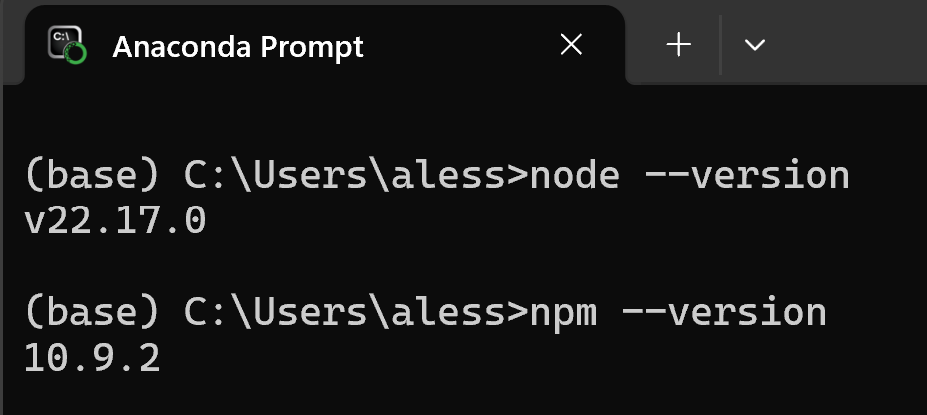 Anaconda Prompt
(base) C:\Users\aless>node --version
v22.17.0
(base) C:\Users\aless>npm --version
10.9.2